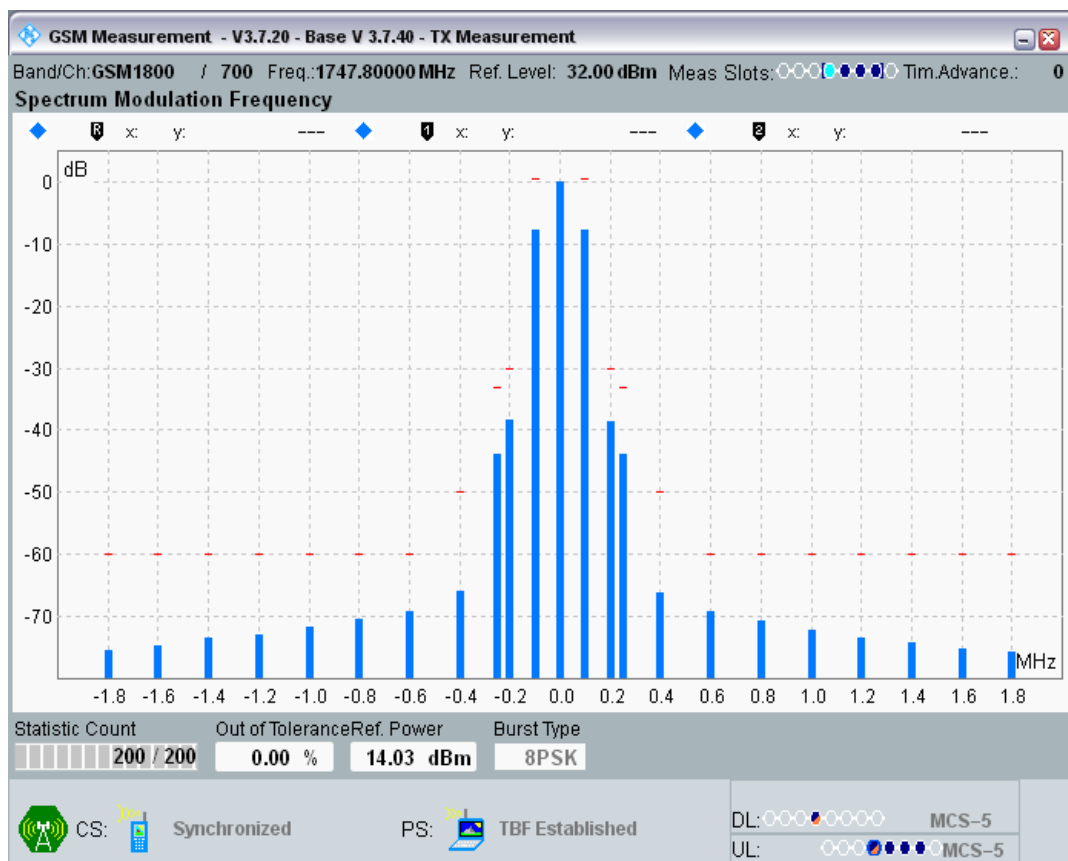 GSM Measurement - V3.7.20 - Base V 3.7.40 - TX Measurement
Band/Ch:GSM1800 / 700 Freq.:1747.80000 MHz Ref. Level: 32.00 dBm Meas Slots: Tim.Advance.: 0
Spectrum Modulation Frequency
R x: y: --- 1 x: y: --- 2 x: y: ---
dB
0
-10
-20
-30
-40
-50
-60
-70
MHz
-1.8 -1.6 -1.4 -1.2 -1.0 -0.8 -0.6 -0.4 -0.2 0.0 0.2 0.4 0.6 0.8 1.0 1.2 1.4 1.6 1.8
Statistic Count Out of Tolerance Ref. Power Burst Type
200 / 200 0.00 % 14.03 dBm 8PSK
CS: Synchronized PS: TBF Established
DL: MCS-5
UL: MCS-5